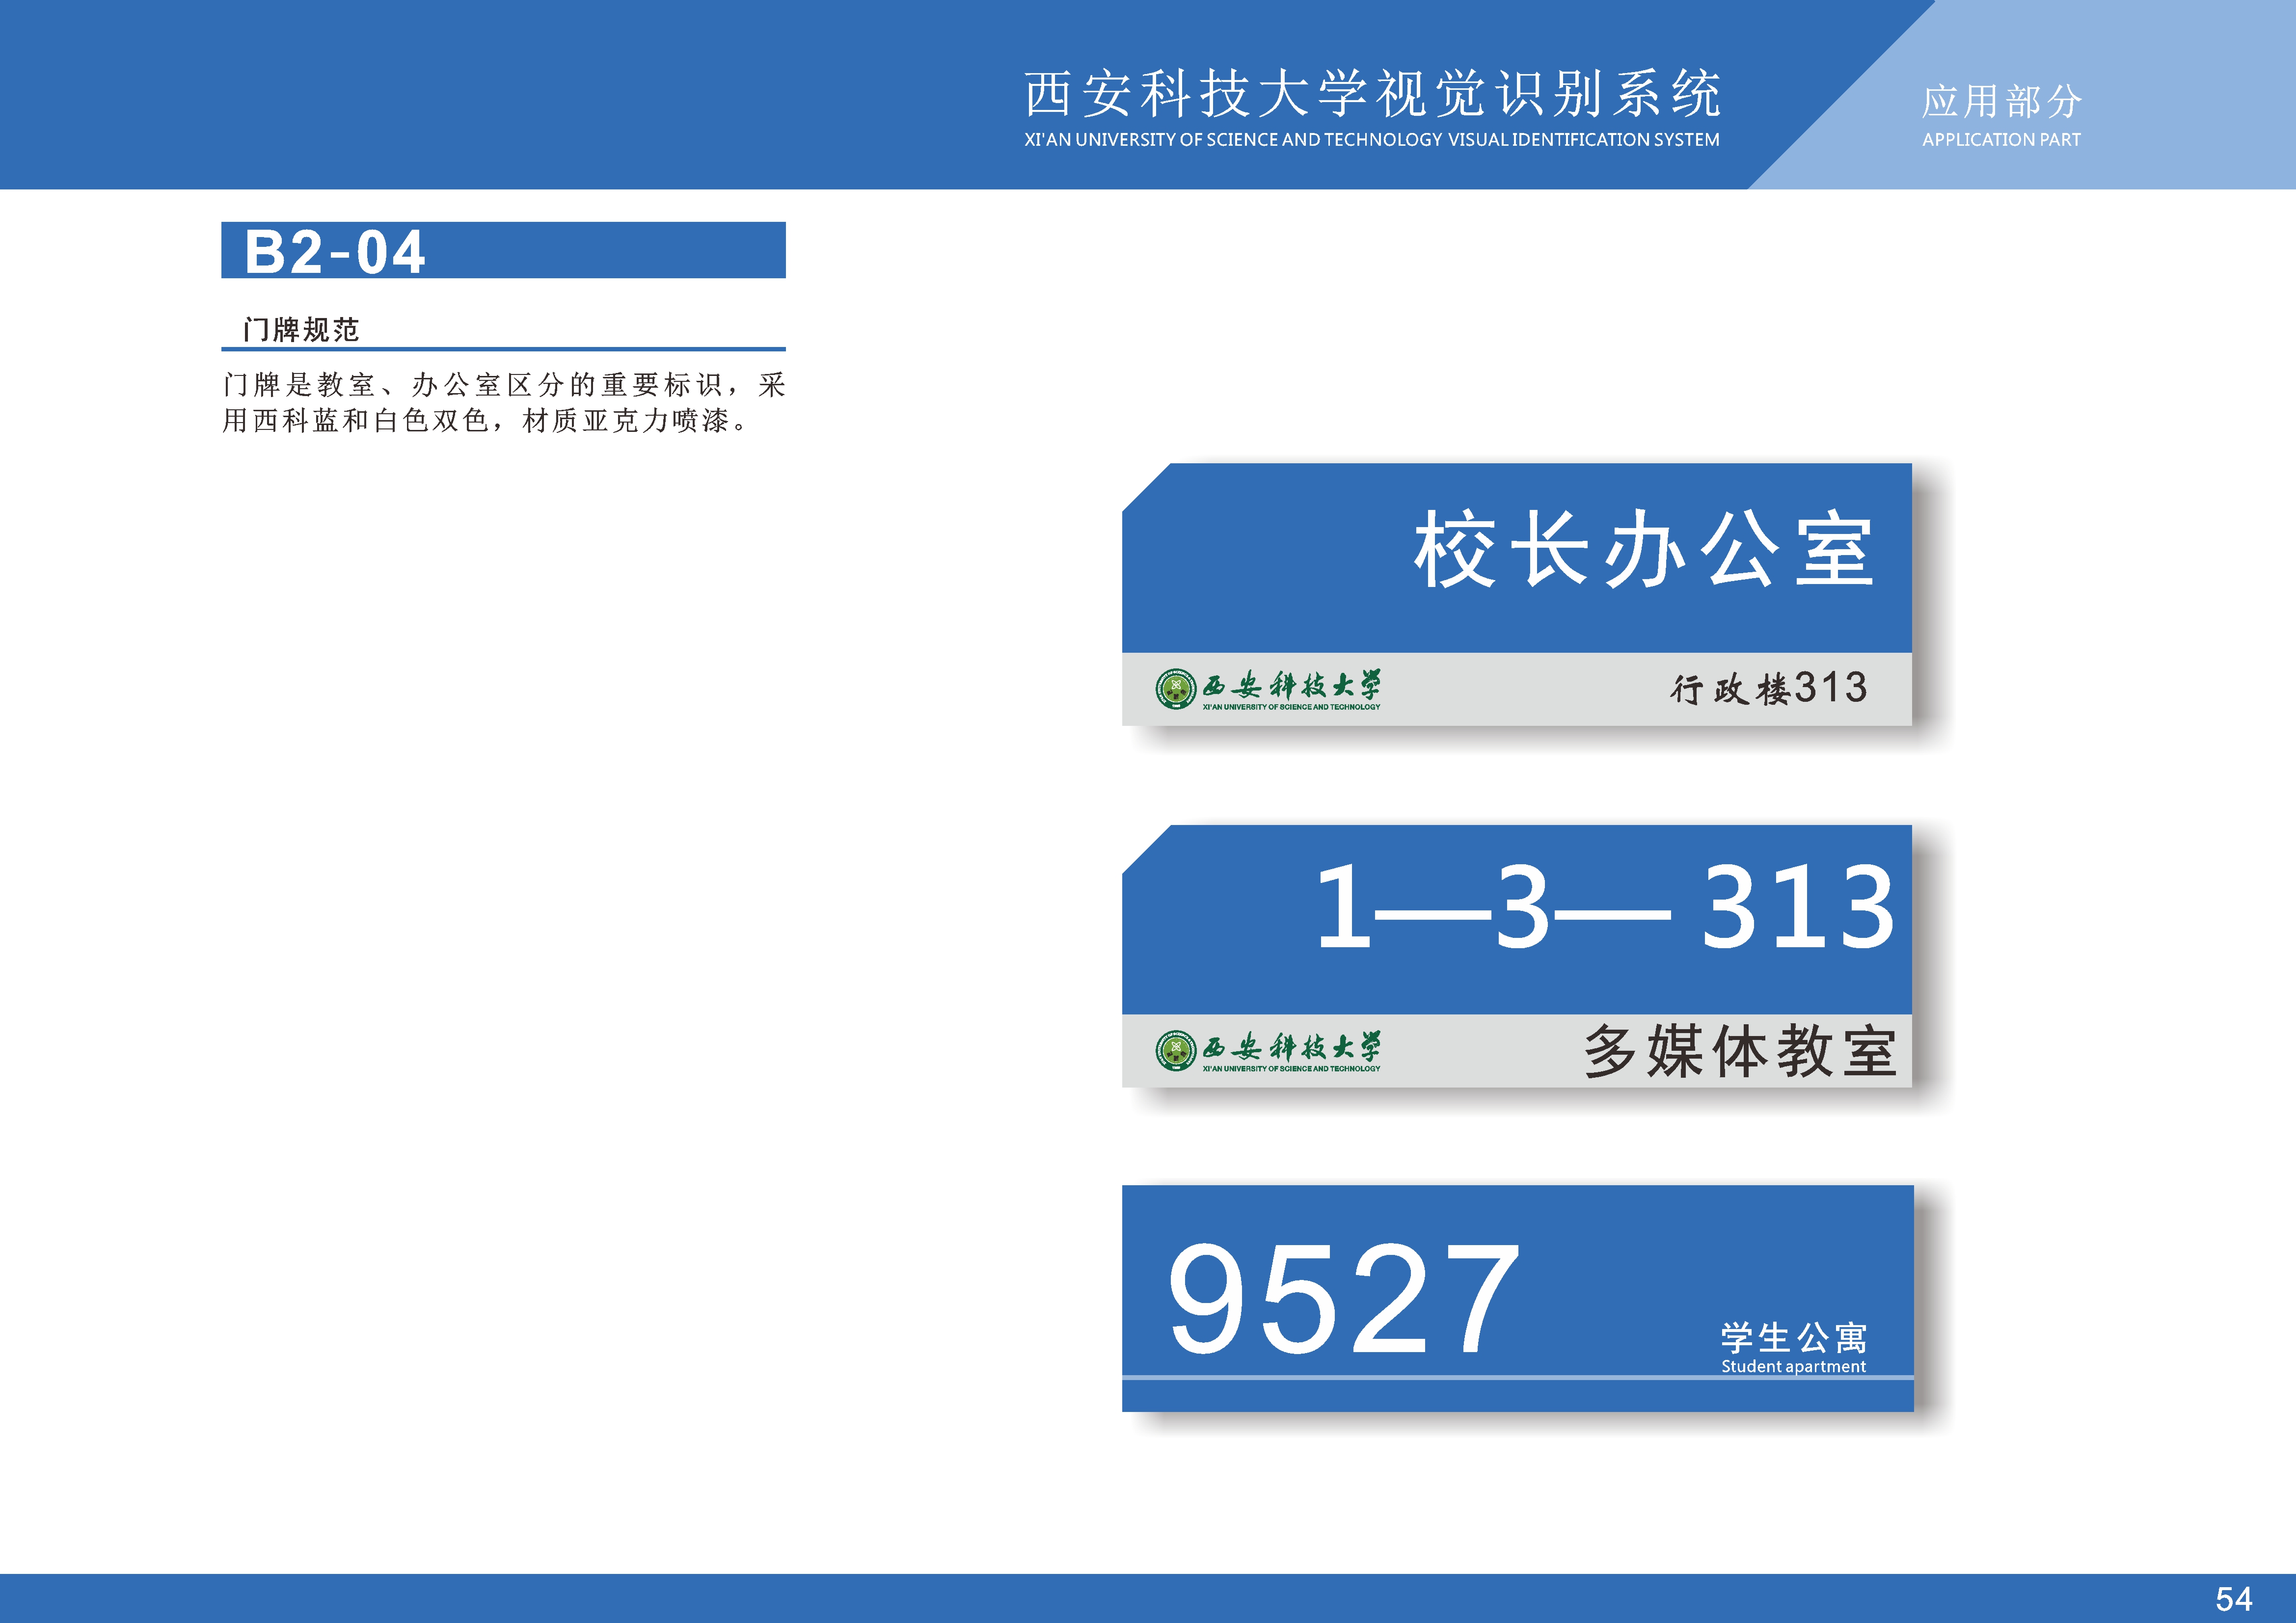 西安科技大学视觉识别系统
XI'AN UNIVERSITY OF SCIENCE AND TECHNOLOGY VISUAL IDENTIFICATION SYSTEM
应用部分
APPLICATION PART
B2-04
门牌规范
门牌是教室、办公室区分的重要标识，采
用西科蓝和白色双色，材质亚克力喷漆。
校长办公室
西安科技大学
XI'AN UNIVERSITY OF SCIENCE AND TECHNOLOGY
行政楼313
1—3— 313
西安科技大学
XI'AN UNIVERSITY OF SCIENCE AND TECHNOLOGY
多媒体教室
9527
学生公寓
Student apartment
54